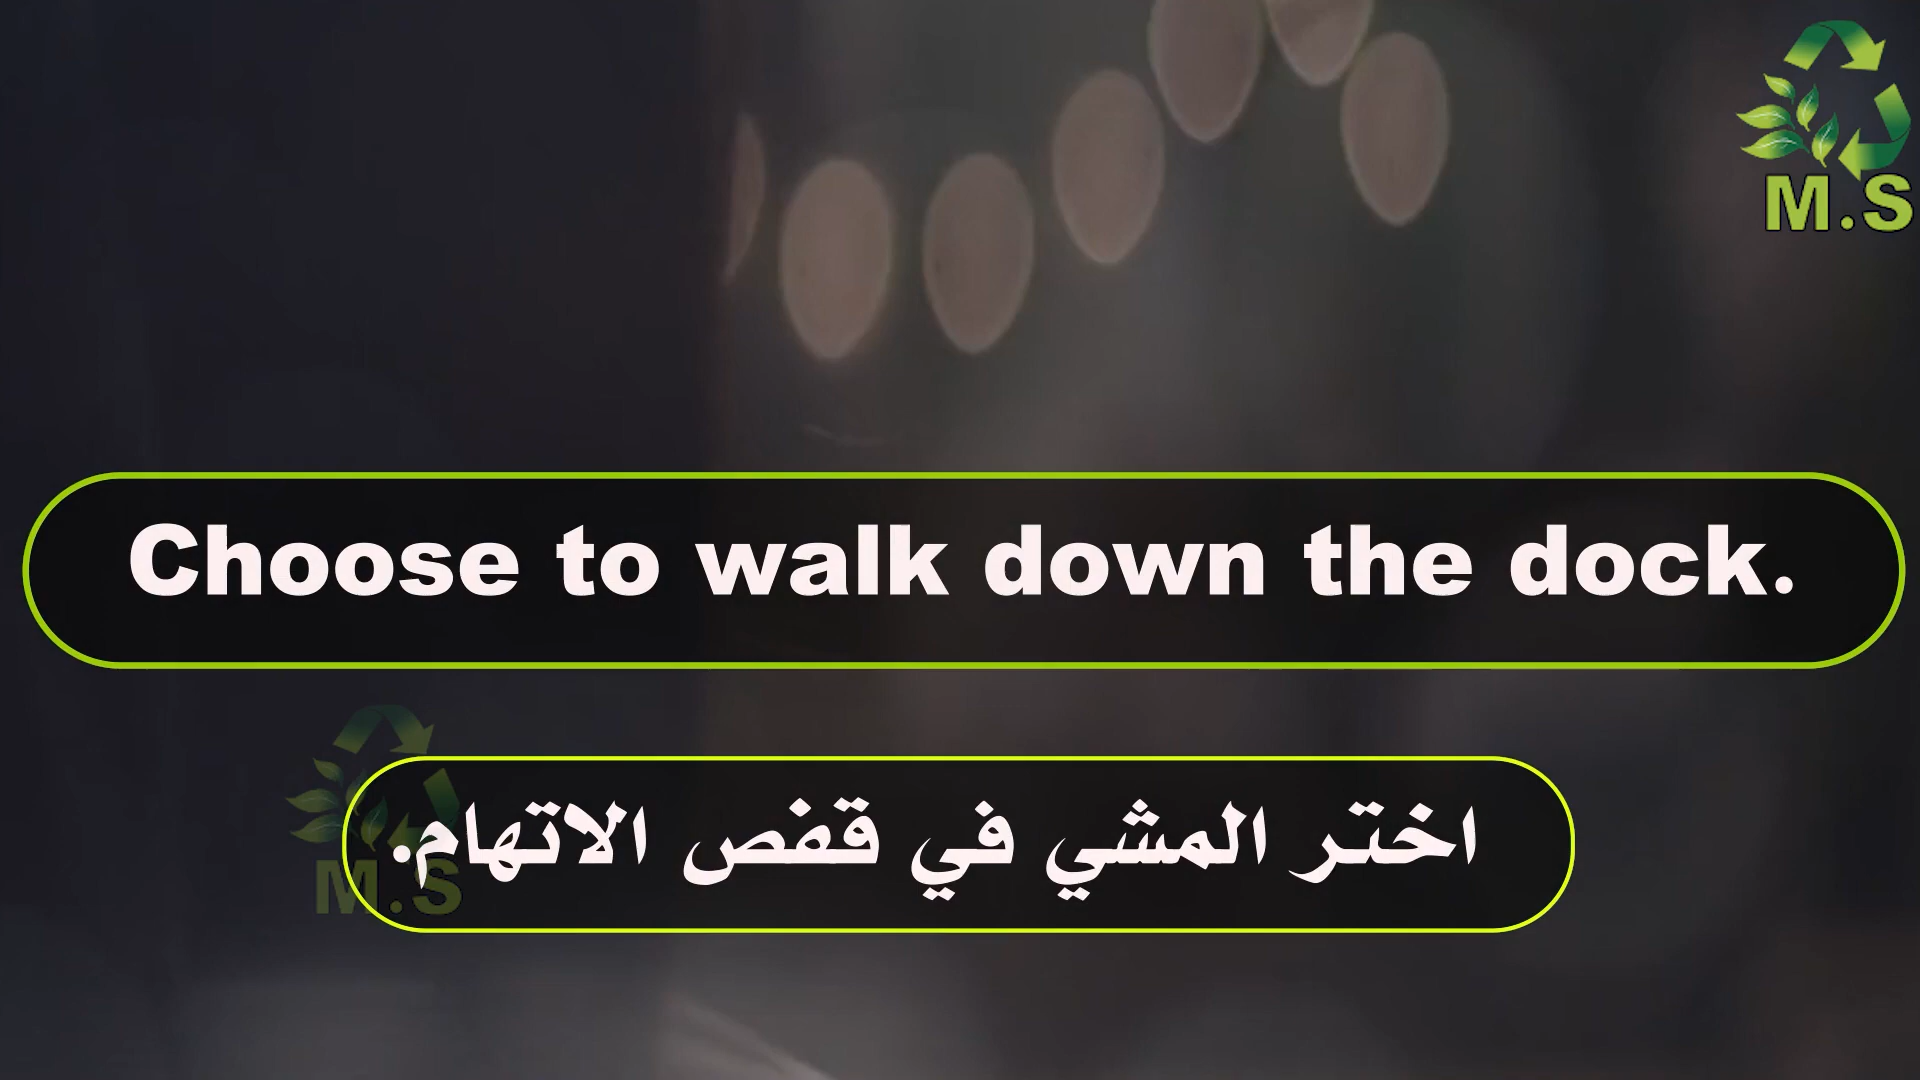 M.S
Choose to walk down the dock.
اختر المشي في قفص الاتهام.
M.S